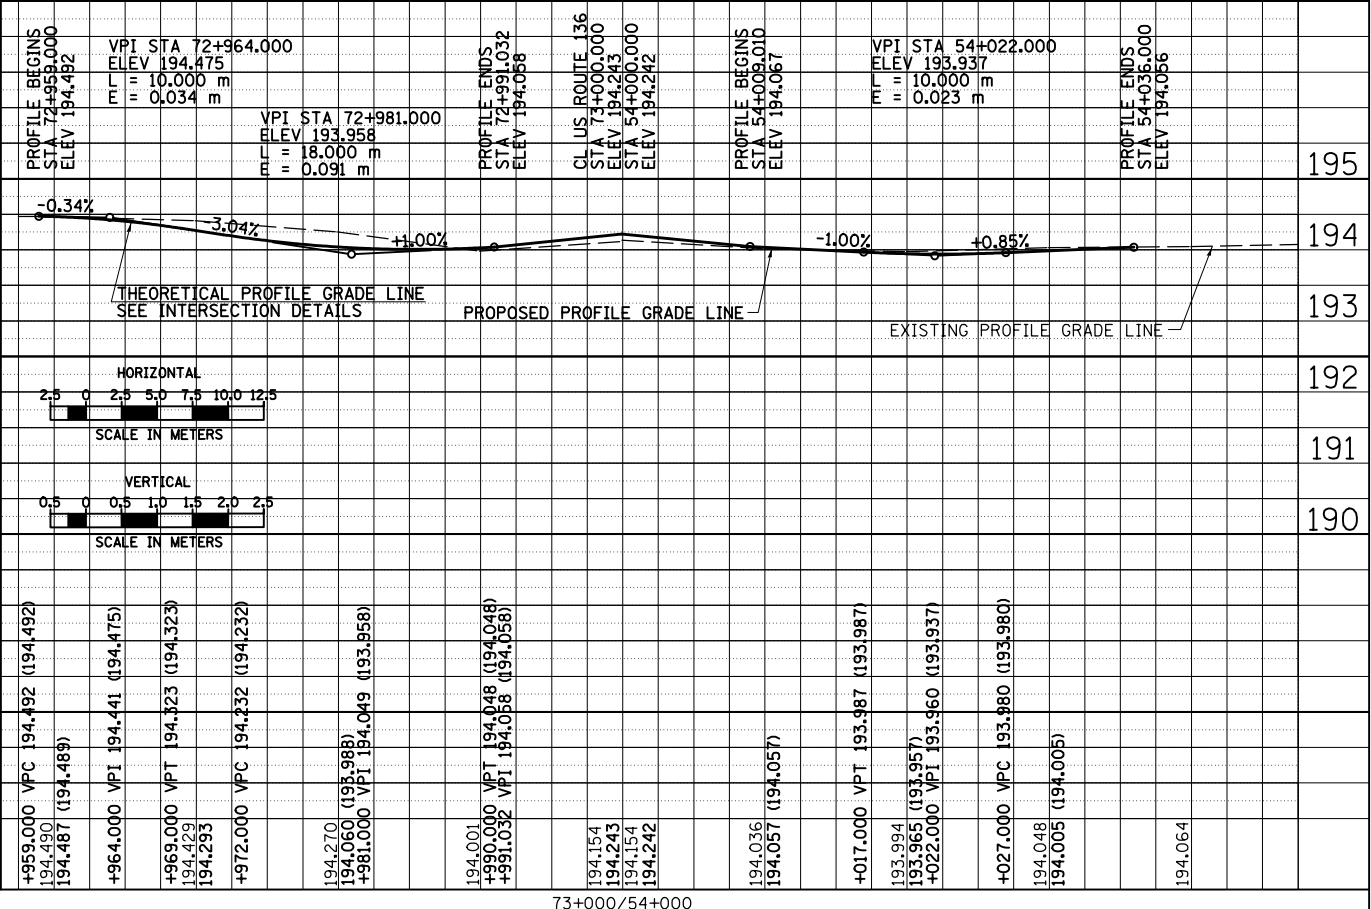 PROFILE BEGINS
STA 72+959.000
ELEV 194.492
VPI STA 72+964.000
ELEV 194.475
L = 10.000 m
E = 0.034 m
VPI STA 72+981.000
ELEV 193.958
L = 18.000 m
E = 0.091 m
PROFILE ENDS
STA 72+991.032
ELEV 194.058
CL US ROUTE 136
STA 73+000.000
ELEV 194.243
STA 54+000.000
ELEV 194.242
PROFILE BEGINS
STA 54+009.010
ELEV 194.067
VPI STA 54+022.000
ELEV 193.937
L = 10.000 m
E = 0.023 m
PROFILE ENDS
STA 54+036.000
ELEV 194.056
195
-0.34%
-3.04%
+1.00%
-1.00%
+0.85%
194
THEORETICAL PROFILE GRADE LINE
SEE INTERSECTION DETAILS
PROPOSED PROFILE GRADE LINE
EXISTING PROFILE GRADE LINE
193
HORIZONTAL
2.5 0 2.5 5.0 7.5 10.0 12.5
SCALE IN METERS
192
191
VERTICAL
0.5 0 0.5 1.0 1.5 2.0 2.5
SCALE IN METERS
190
+959.000 VPC 194.492 (194.492)
194.490
194.487 (194.489)
+964.000 VPI 194.441 (194.475)
+969.000 VPT 194.323 (194.323)
194.429
194.293
+972.000 VPC 194.232 (194.232)
194.270
194.060 (193.988)
+981.000 VPI 194.049 (193.958)
194.001
+990.000 VPT 194.048 (194.048)
+991.032 VPI 194.058 (194.058)
194.154
194.243
194.154
194.242
194.036
194.057 (194.057)
+017.000 VPT 193.987 (193.987)
193.994
193.965 (193.957)
+022.000 VPI 193.960 (193.937)
+027.000 VPC 193.980 (193.980)
194.048
194.005 (194.005)
194.064
73+000/54+000